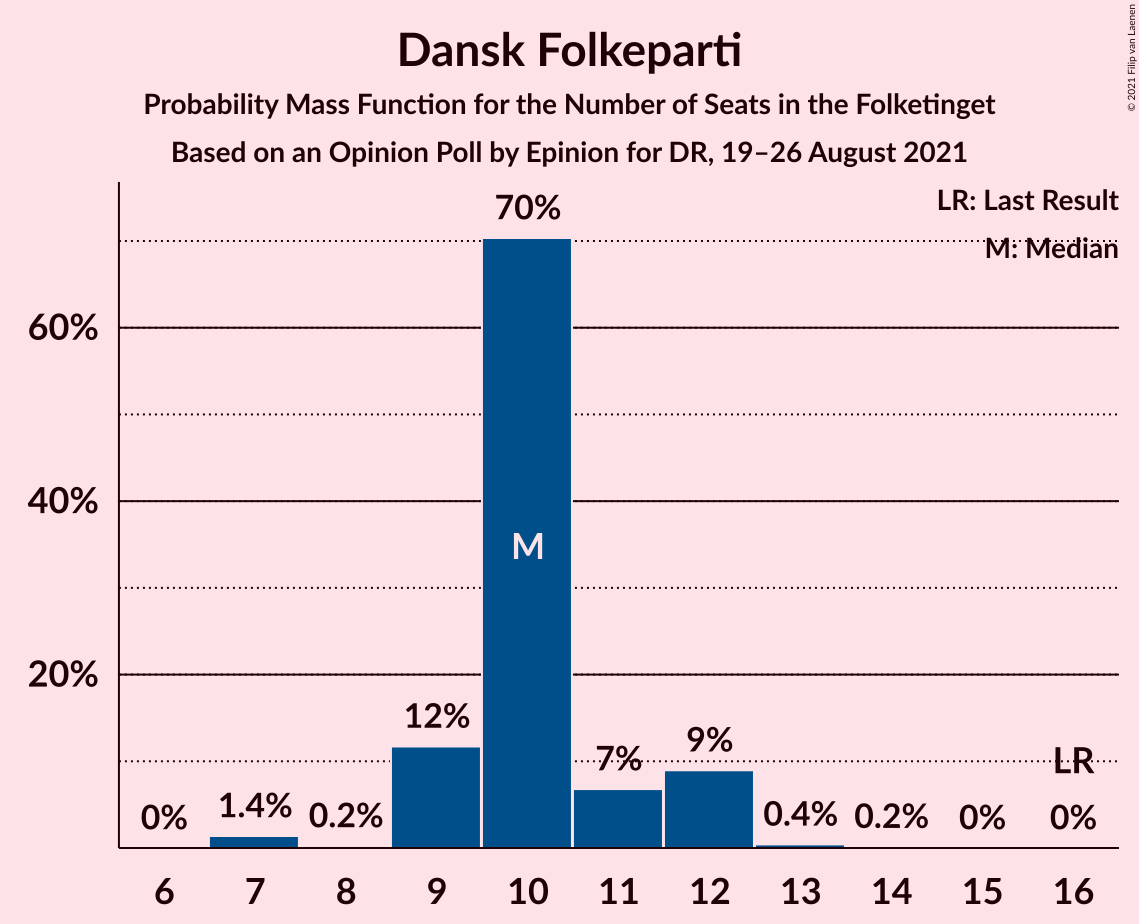 Dansk Folkeparti
Probability Mass Function for the Number of Seats in the Folketinget
Based on an Opinion Poll by Epinion for DR, 19–26 August 2021
© 2021 Filip van Laenen
LR: Last Result
M: Median
70%
60%
40%
20%
M
12%
7%
9%
LR
0%
1.4%
0.2%
0.4%
0.2%
0%
0%
6 7 8 9 10 11 12 13 14 15 16